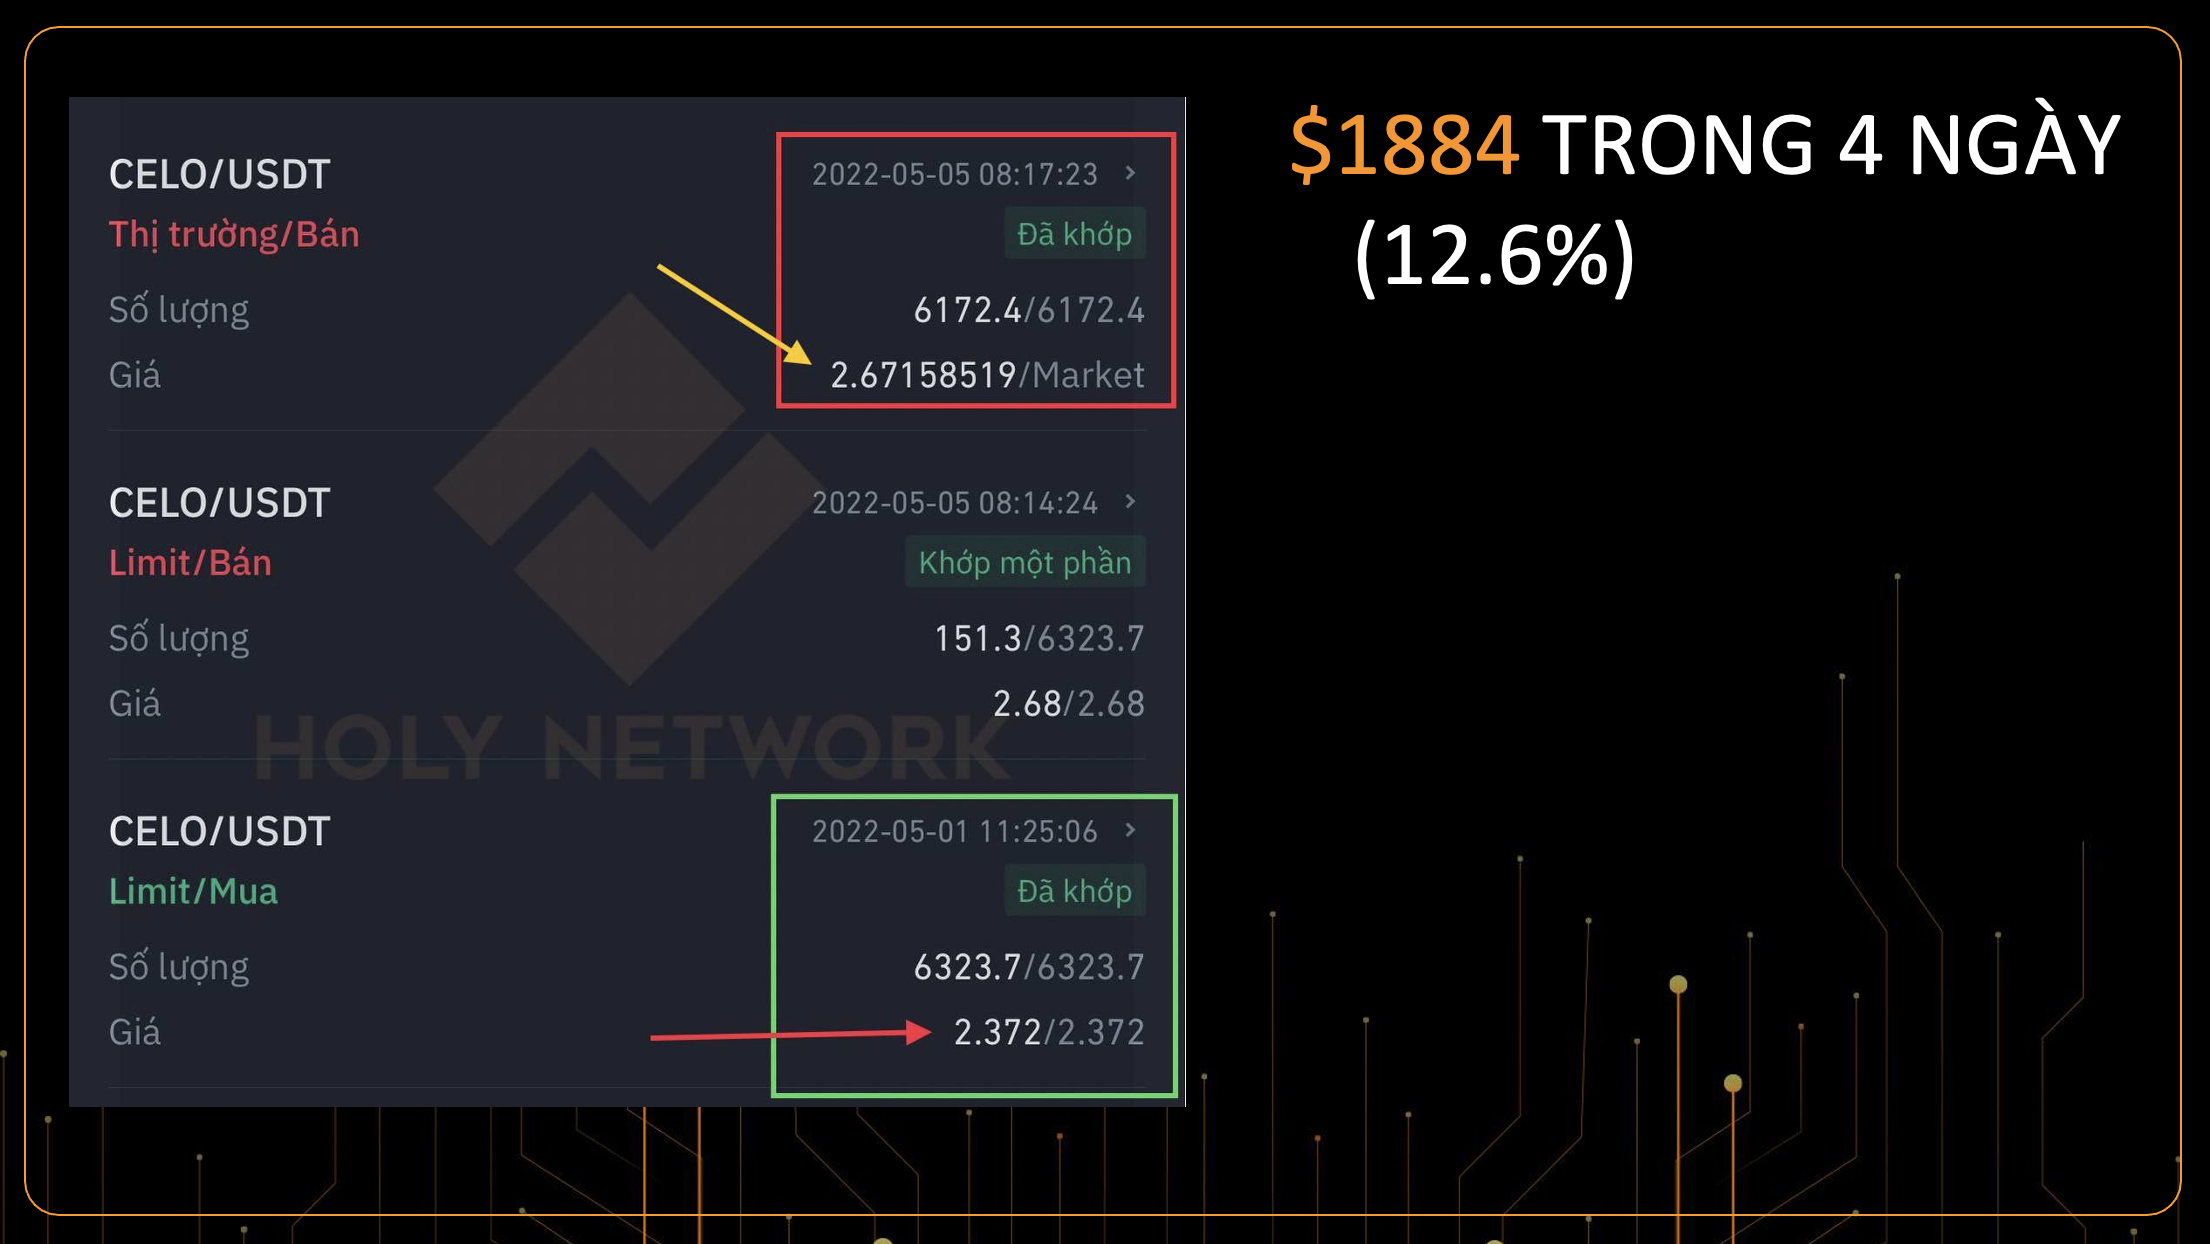 $1884 TRONG 4 NGÀY
(12.6%)
CELO/USDT
2022-05-05 08:17:23 >
Thị trường/Bán
Đã khớp
Số lượng
6172.4/6172.4
Giá
2.67158519/Market
CELO/USDT
2022-05-05 08:14:24 >
Limit/Bán
Khớp một phần
Số lượng
151.3/6323.7
Giá
2.68/2.68
HOLY NETWORK
CELO/USDT
2022-05-01 11:25:06 >
Limit/Mua
Đã khớp
Số lượng
6323.7/6323.7
Giá
2.372/2.372